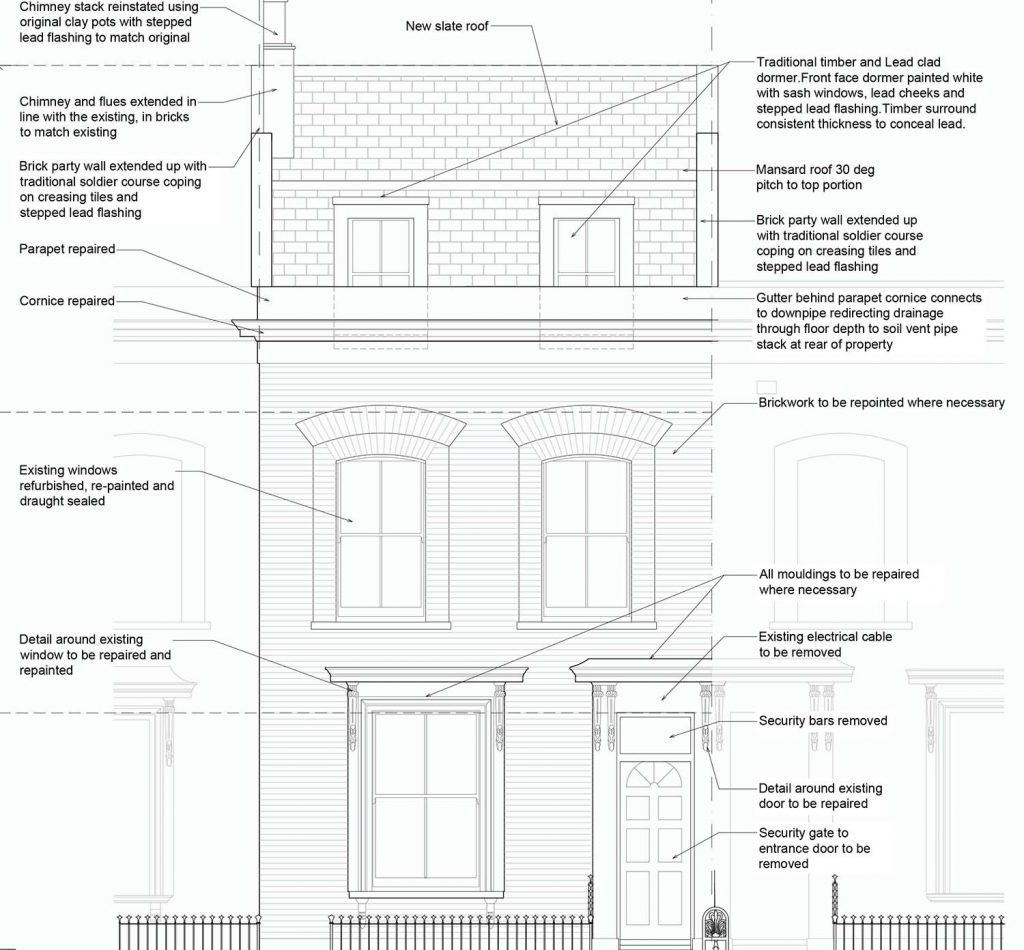 Chimney stack reinstated using
original clay pots with stepped
lead flashing to match original
New slate roof
Traditional timber and Lead clad
dormer.Front face dormer painted white
with sash windows, lead cheeks and
stepped lead flashing.Timber surround
consistent thickness to conceal lead.
Chimney and flues extended in
line with the existing, in bricks
to match existing
Brick party wall extended up with
traditional soldier course coping
on creasing tiles and
stepped lead flashing
Mansard roof 30 deg
pitch to top portion
Brick party wall extended up
with traditional soldier course
coping on creasing tiles and
stepped lead flashing
Parapet repaired
Cornice repaired
Gutter behind parapet cornice connects
to downpipe redirecting drainage
through floor depth to soil vent pipe
stack at rear of property
Brickwork to be repointed where necessary
Existing windows
refurbished, re-painted and
draught sealed
All mouldings to be repaired
where necessary
Detail around existing
window to be repaired and
repainted
Existing electrical cable
to be removed
Security bars removed
Detail around existing
door to be repaired
Security gate to
entrance door to be
removed